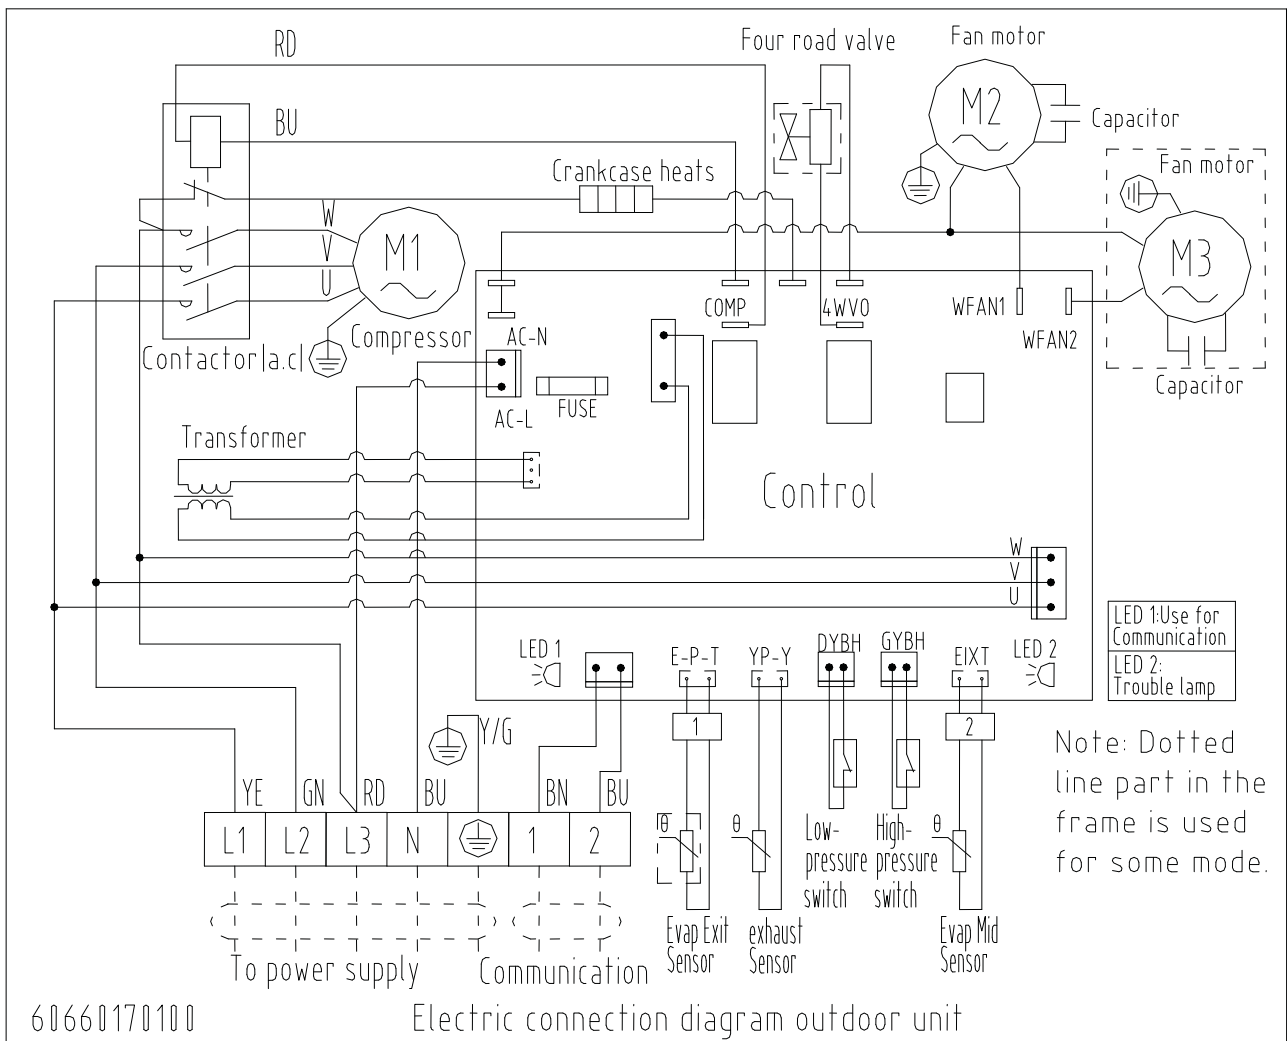 RD
Four road valve
Fan motor
M2
Capacitor
BU
Crankcase heats
Fan motor
M3
W
V
U
M1
Compressor
Contactor(a.c)
COMP
4WVO
WFAN1
WFAN2
Capacitor
AC-N
FUSE
AC-L
Transformer
Control
W
V
U
LED 1
E-P-T
YP-Y
DYBH
GYBH
EIXT
LED 2
LED 1:Use for
Communication
LED 2:
Trouble lamp
1
2
Y/G
YE
GN
RD
BU
BN
BU
Note: Dotted
line part in the
frame is used
for some mode.
L1
L2
L3
N
1
2
θ
θ
θ
Low-
pressure
switch
High-
pressure
switch
Evap Exit
Sensor
exhaust
Sensor
Evap Mid
Sensor
To power supply
Communication
60660170100
Electric connection diagram outdoor unit